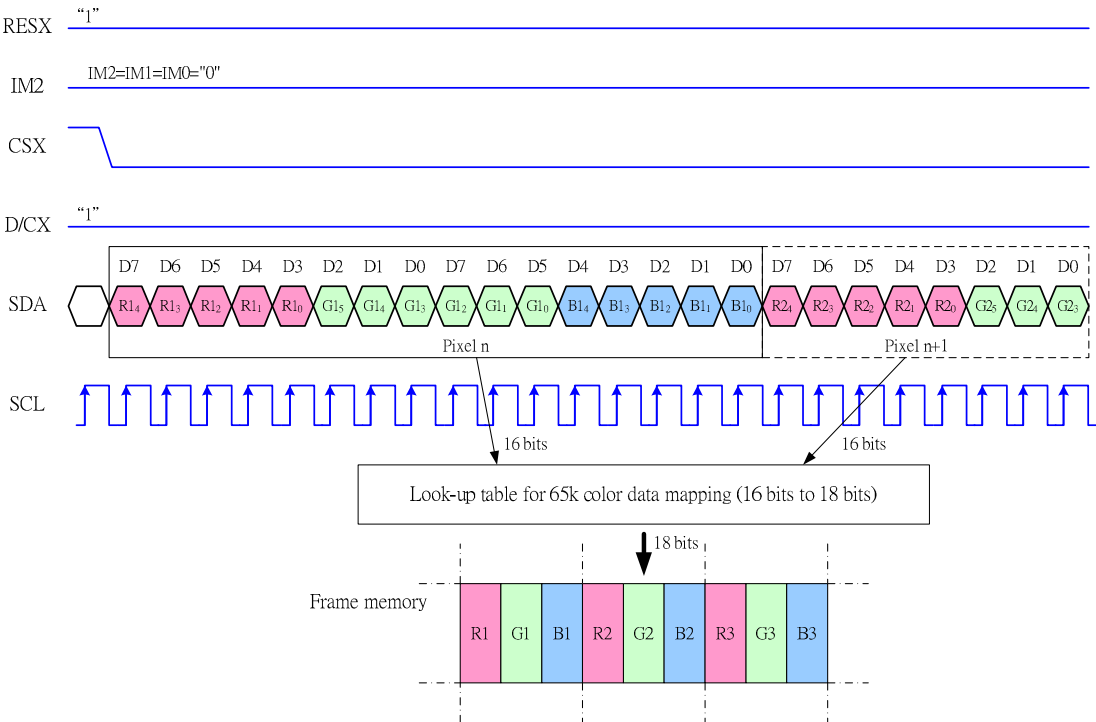 RESX “1”
IM2 IM2=IM1=IM0="0"
CSX
D/CX “1”
D7 D6 D5 D4 D3 D2 D1 D0 D7 D6 D5 D4 D3 D2 D1 D0 D7 D6 D5 D4 D3 D2 D1 D0
SDA R1₄ R1₃ R1₂ R1₁ R1₀ G1₅ G1₄ G1₃ G1₂ G1₁ G1₀ B1₄ B1₃ B1₂ B1₁ B1₀ R2₄ R2₃ R2₂ R2₁ R2₀ G2₅ G2₄ G2₃
Pixel n Pixel n+1
SCL
16 bits 16 bits
Look-up table for 65k color data mapping (16 bits to 18 bits)
18 bits
Frame memory
R1 G1 B1 R2 G2 B2 R3 G3 B3